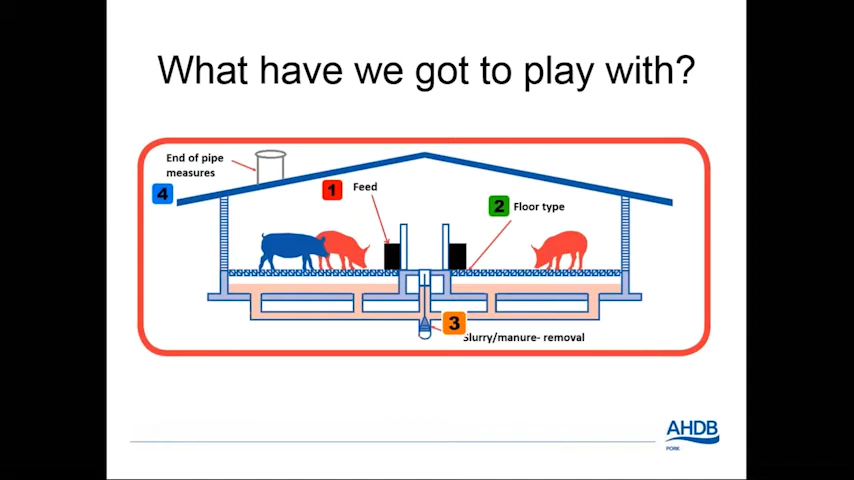 What have we got to play with?
End of pipe
measures
4
1
Feed
2
Floor type
3
Slurry/manure- removal
AHDB
PORK